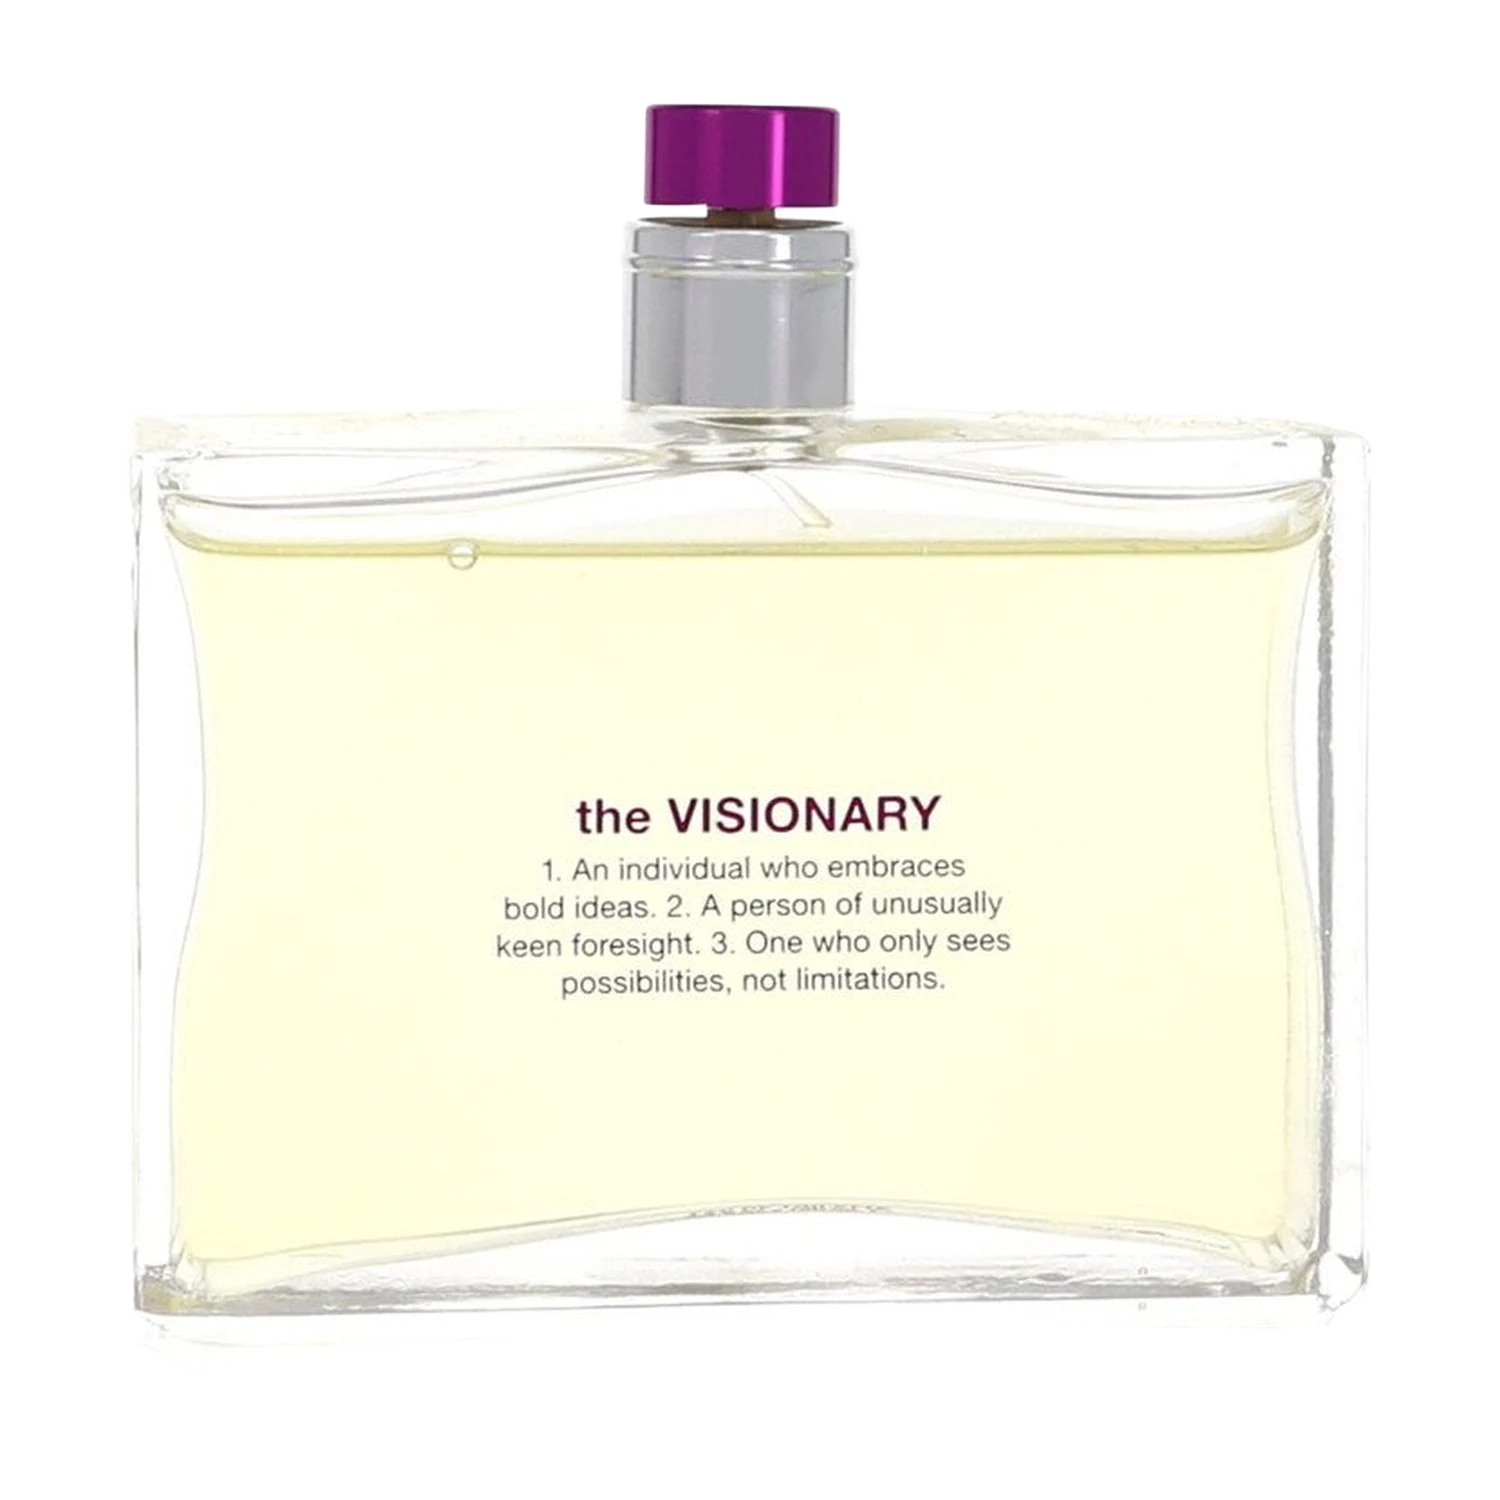 the VISIONARY
1. An individual who embraces
bold ideas. 2. A person of unusually
keen foresight. 3. One who only sees
possibilities, not limitations.